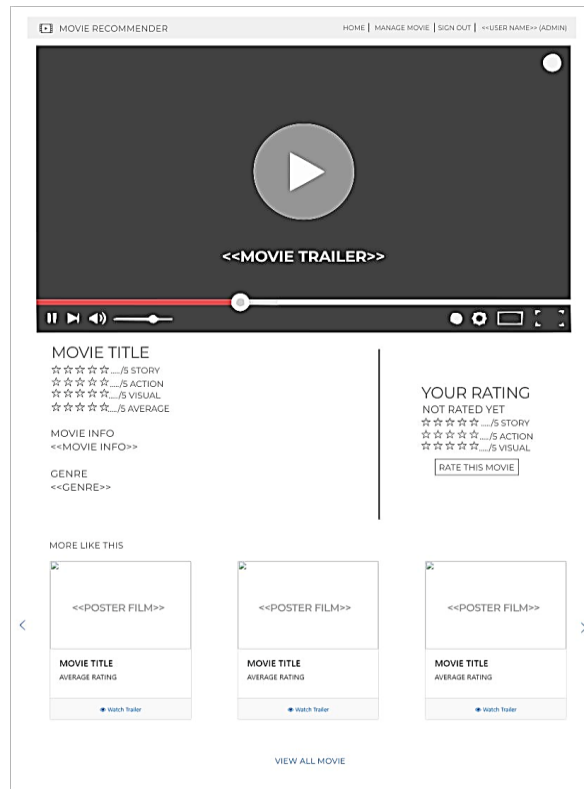 MOVIE RECOMMENDER
HOME | MANAGE MOVIE | SIGN OUT | <<USER NAME>> (ADMIN)
<<MOVIE TRAILER>>
MOVIE TITLE
☆☆☆☆☆...../5 STORY
☆☆☆☆☆..../5 ACTION
☆☆☆☆☆..../5 VISUAL
☆☆☆☆☆..../5 AVERAGE
MOVIE INFO
<<MOVIE INFO>>
GENRE
<<GENRE>>
YOUR RATING
NOT RATED YET
☆☆☆☆☆...../5 STORY
☆☆☆☆☆..../5 ACTION
☆☆☆☆☆..../5 VISUAL
RATE THIS MOVIE
MORE LIKE THIS
<<POSTER FILM>>
MOVIE TITLE
AVERAGE RATING
Watch Trailer
<<POSTER FILM>>
MOVIE TITLE
AVERAGE RATING
Watch Trailer
<<POSTER FILM>>
MOVIE TITLE
AVERAGE RATING
Watch Trailer
VIEW ALL MOVIE